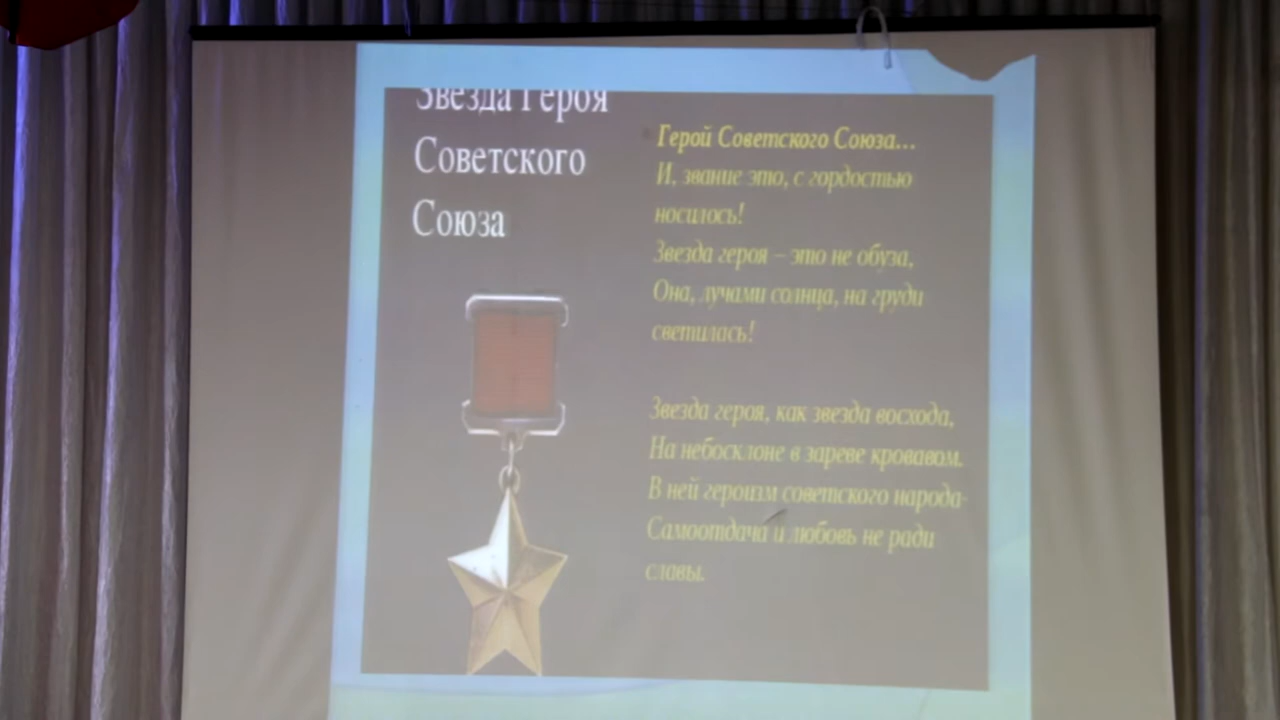 Звезда Героя
Советского
Союза
Герой Советского Союза...
И, звание это, с гордостью
носилось!
Звезда героя – это не обуза,
Она, лучами солнца, на груди
светилась!
Звезда героя, как звезда восхода,
На небосклоне в зареве кровавом.
В ней героизм советского народа-
Самоотдача и любовь не ради
славы.